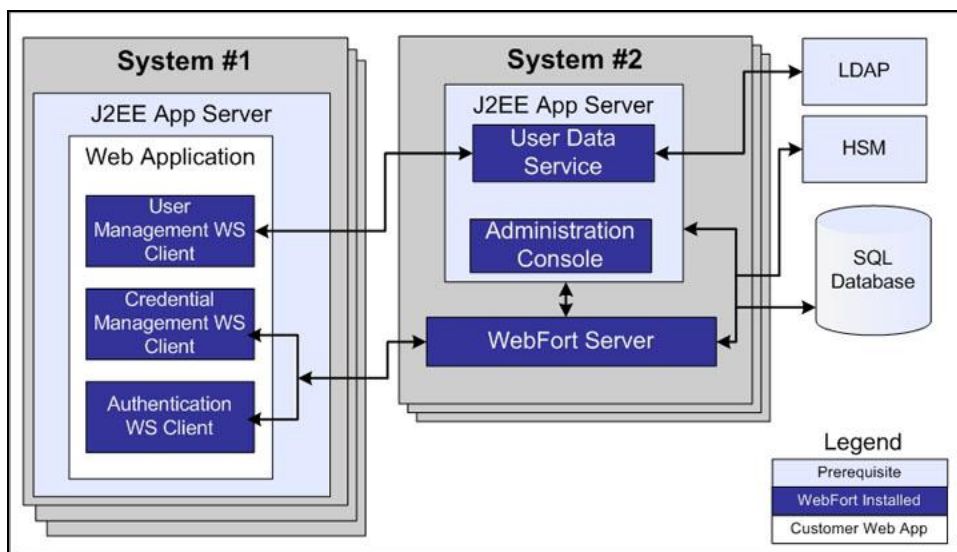 System #1
J2EE App Server
Web Application
User
Management WS
Client
Credential
Management WS
Client
Authentication
WS Client
System #2
J2EE App Server
User Data
Service
Administration
Console
WebFort Server
LDAP
HSM
SQL
Database
Legend
Prerequisite
WebFort Installed
Customer Web App